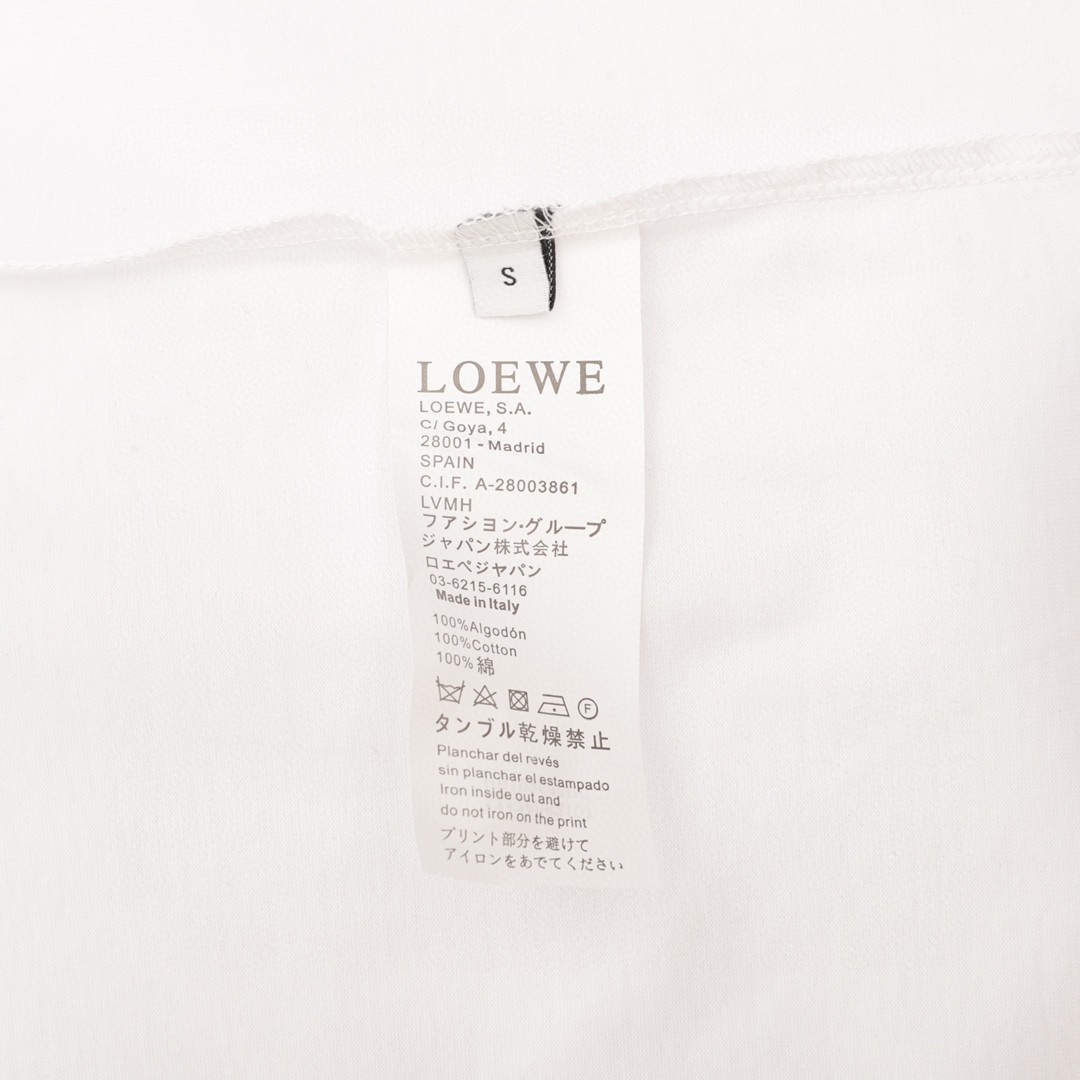 S
LOEWE
LOEWE, S.A.
C/ Goya, 4
28001 - Madrid
SPAIN
C.I.F. A-28003861
LVMH
フアシヨン・グループ
ジャパン株式会社
ロエペジヤパン
03-6215-6116
Made in Italy
100%Algodón
100%Cotton
100%綿
F
タンブル乾燥禁止
Planchar del revés
sin planchar el estampado
Iron inside out and
do not iron on the print
プリント部分を避けて
アイロンをあでてください